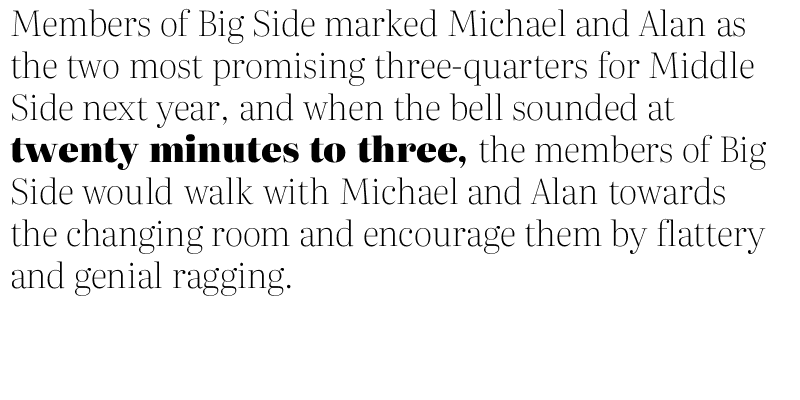 Members of Big Side marked Michael and Alan as
the two most promising three-quarters for Middle
Side next year, and when the bell sounded at
twenty minutes to three, the members of Big
Side would walk with Michael and Alan towards
the changing room and encourage them by flattery
and genial ragging.